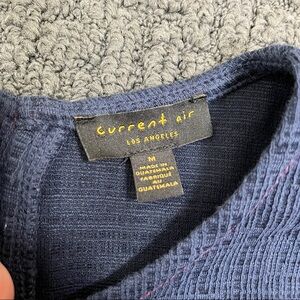 current air
LOS ANGELES
M
MADE IN
GUATEMALA
FABRIQUÉ
AU
GUATEMALA